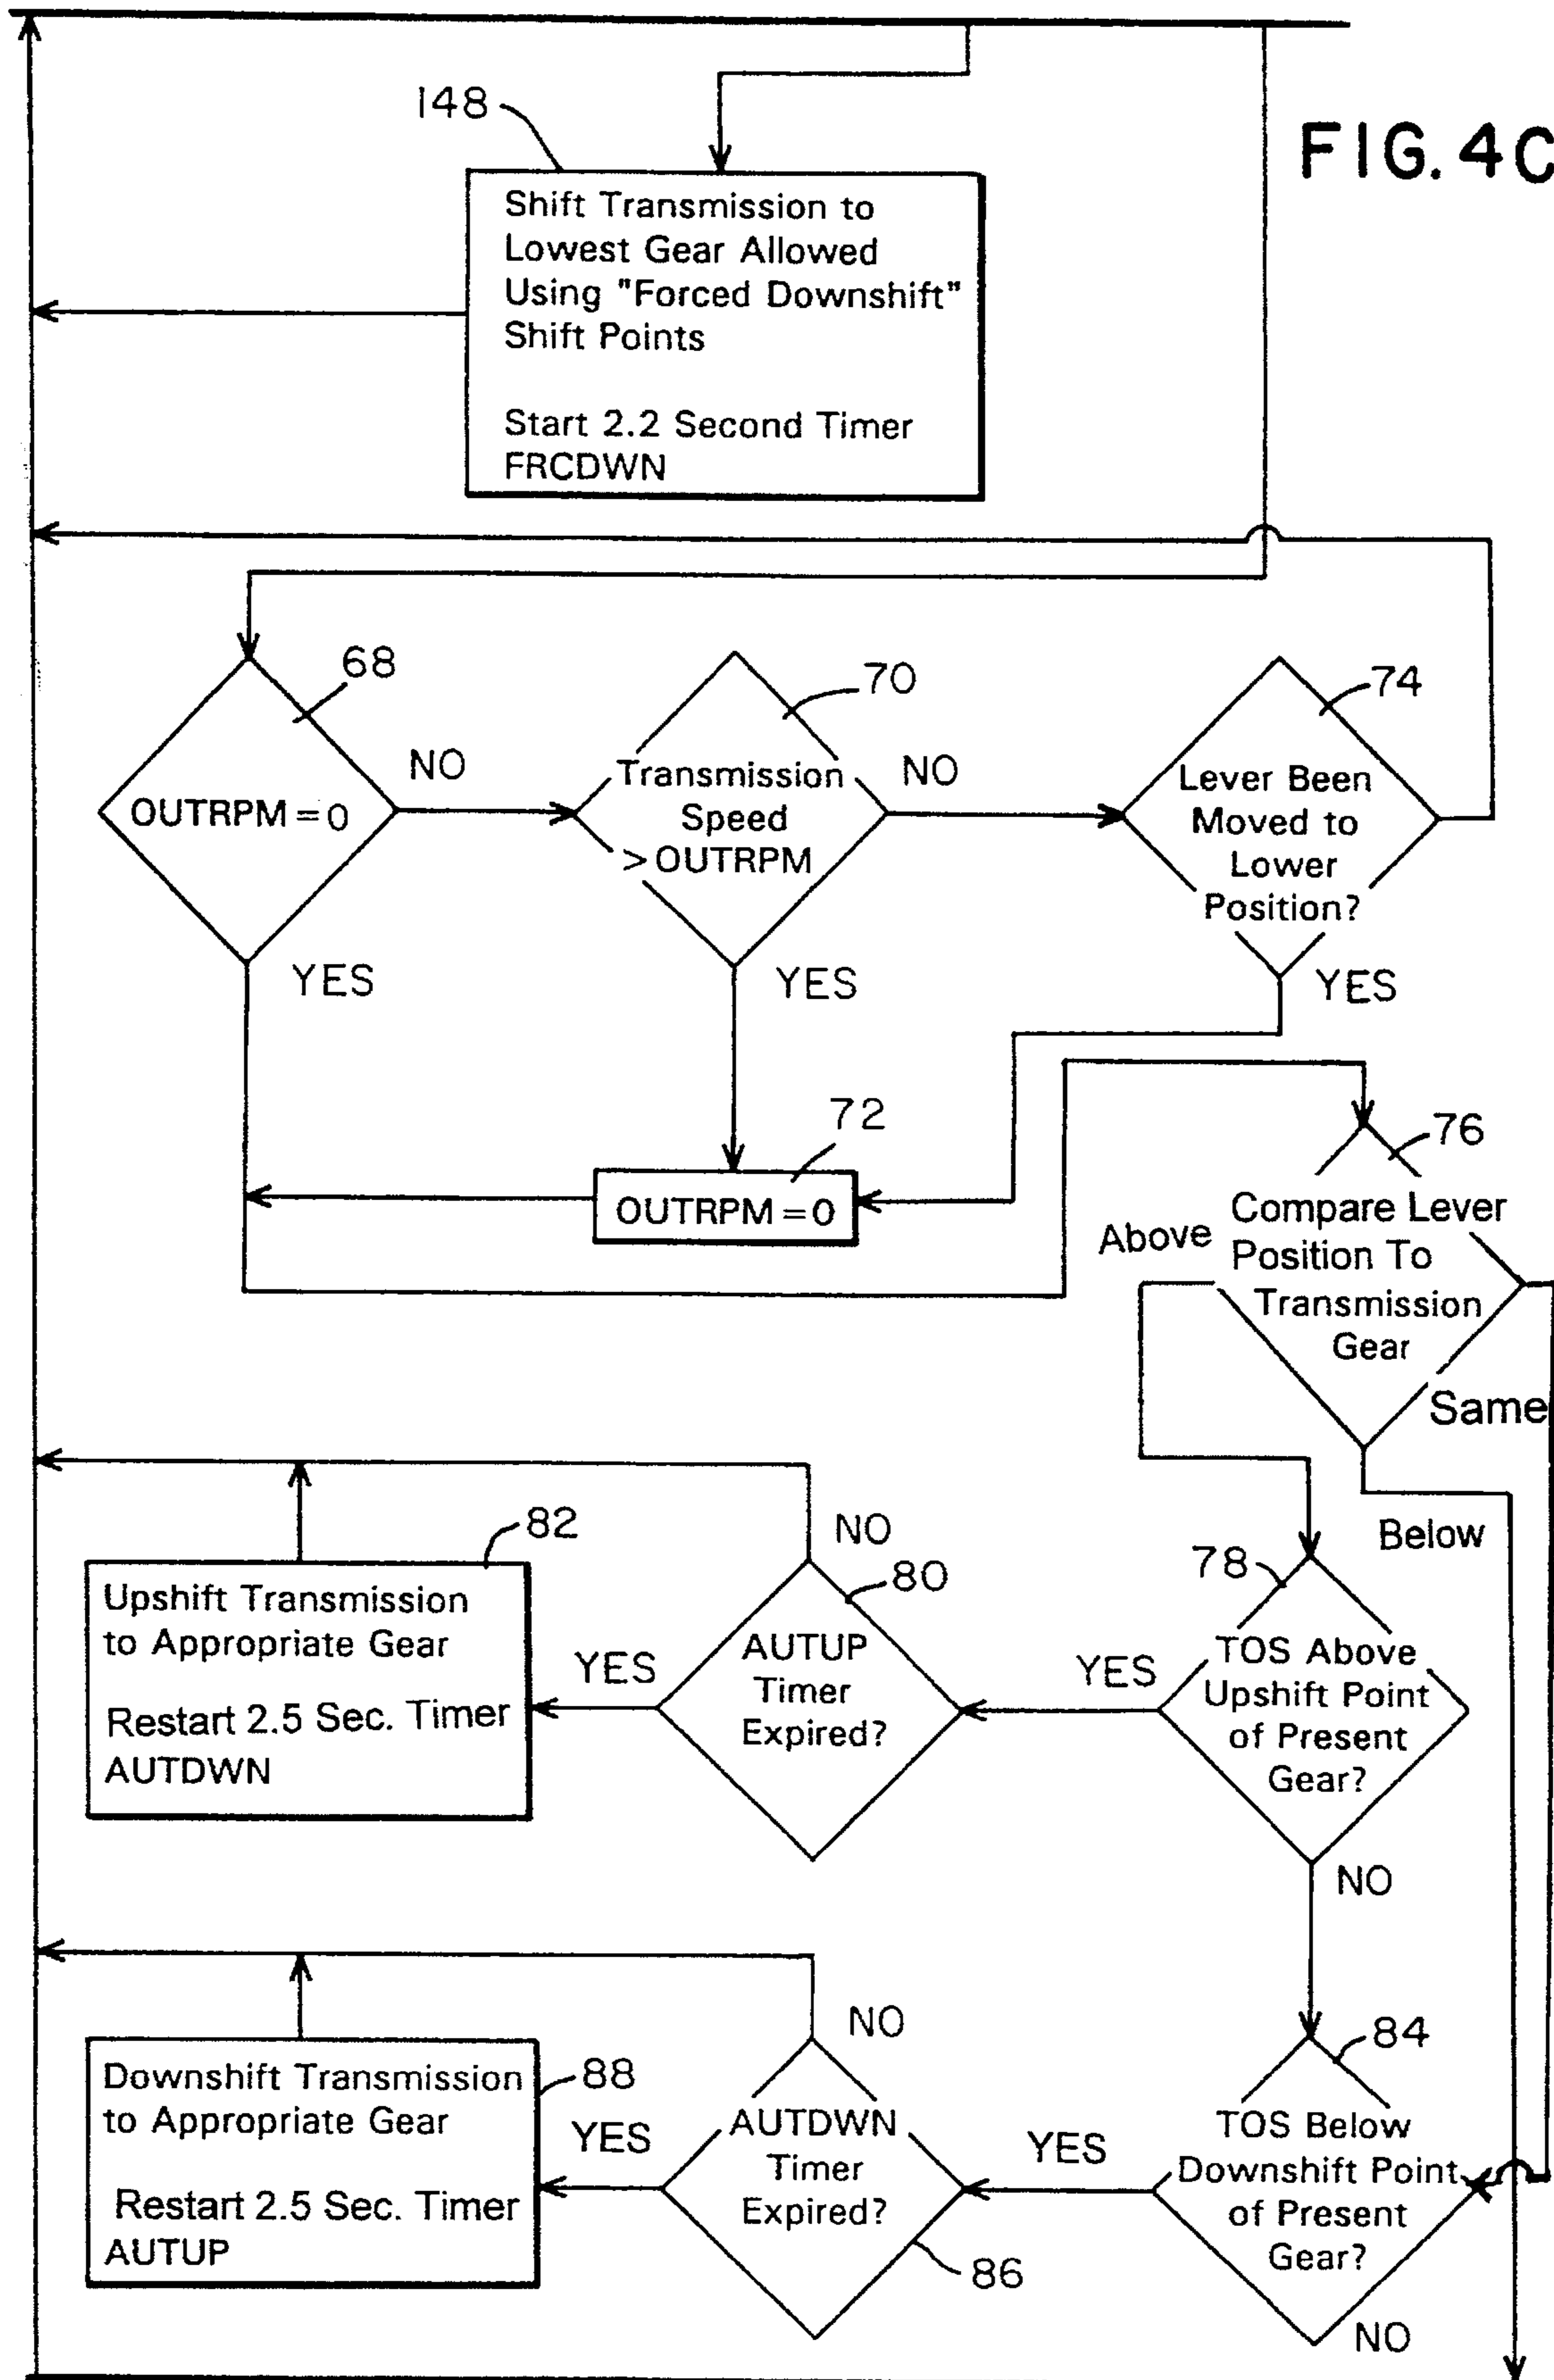 FIG. 4C
148
Shift Transmission to
Lowest Gear Allowed
Using "Forced Downshift"
Shift Points
Start 2.2 Second Timer
FRCDWN
68
OUTRPM = 0
NO
YES
70
Transmission
Speed
> OUTRPM
NO
YES
74
Lever Been
Moved to
Lower
Position?
YES
72
OUTRPM = 0
76
Compare Lever
Position To
Transmission
Gear
Above
Same
Below
78
TOS Above
Upshift Point
of Present
Gear?
YES
NO
80
AUTUP
Timer
Expired?
NO
YES
82
Upshift Transmission
to Appropriate Gear
Restart 2.5 Sec. Timer
AUTDWN
84
TOS Below
Downshift Point
of Present
Gear?
YES
NO
86
AUTDWN
Timer
Expired?
NO
YES
88
Downshift Transmission
to Appropriate Gear
Restart 2.5 Sec. Timer
AUTUP